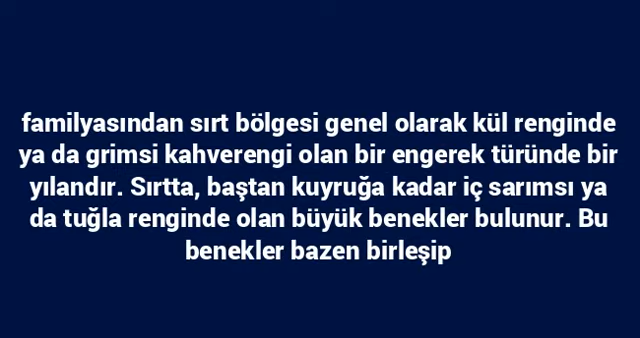 familyasından sırt bölgesi genel olarak kül renginde
ya da grimsi kahverengi olan bir engerek türünde bir
yılandır. Sırtta, baştan kuyruğa kadar iç sarımsı ya
da tuğla renginde olan büyük benekler bulunur. Bu
benekler bazen birleşip